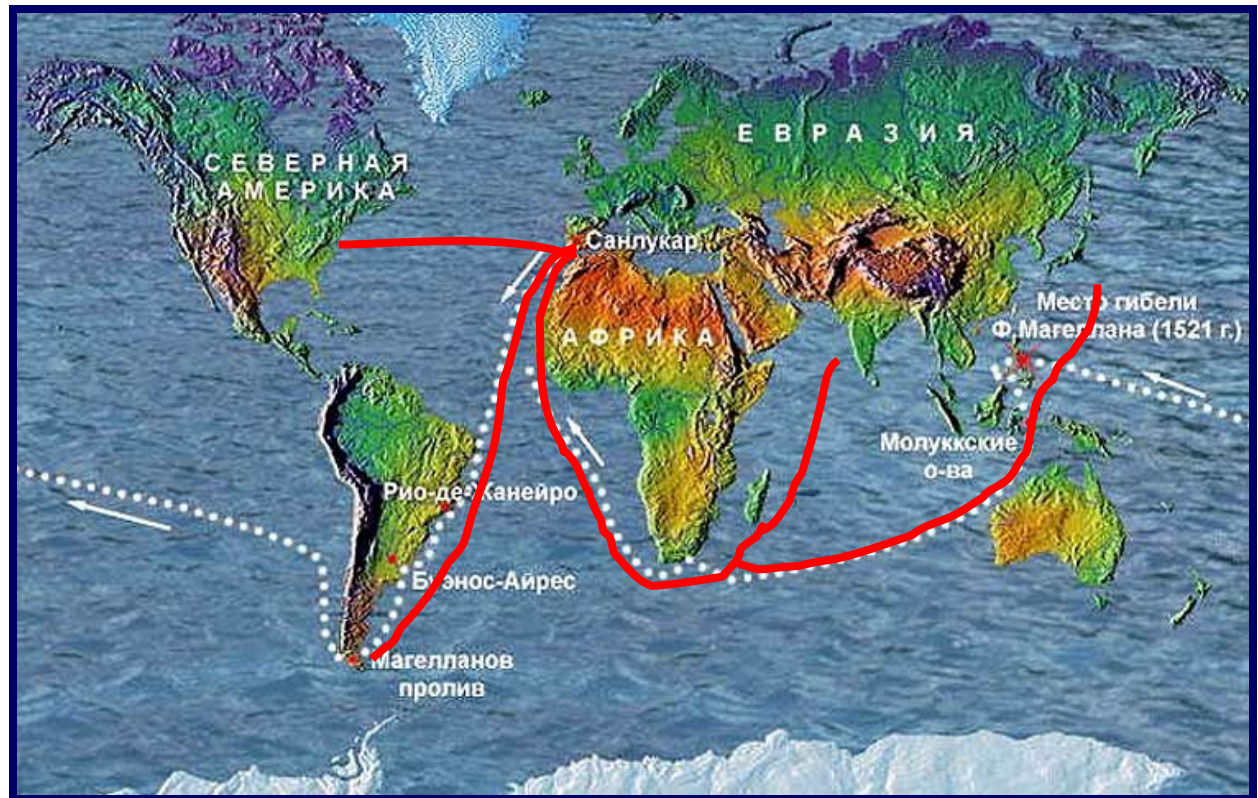 СЕВЕРНАЯ
АМЕРИКА
ЕВРАЗИЯ
Санлукар
Место гибели
Ф.Магеллана (1521 г.)
АФРИКА
Молуккские
о-ва
Рио-де-Жанейро
Буэнос-Айрес
Магелланов
пролив